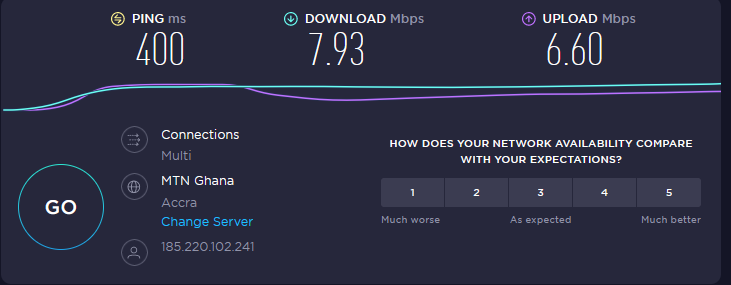 PING ms
400
DOWNLOAD Mbps
7.93
UPLOAD Mbps
6.60
GO
Connections
Multi
MTN Ghana
Accra
Change Server
185.220.102.241
HOW DOES YOUR NETWORK AVAILABILITY COMPARE
WITH YOUR EXPECTATIONS?
1 2 3 4 5
Much worse As expected Much better